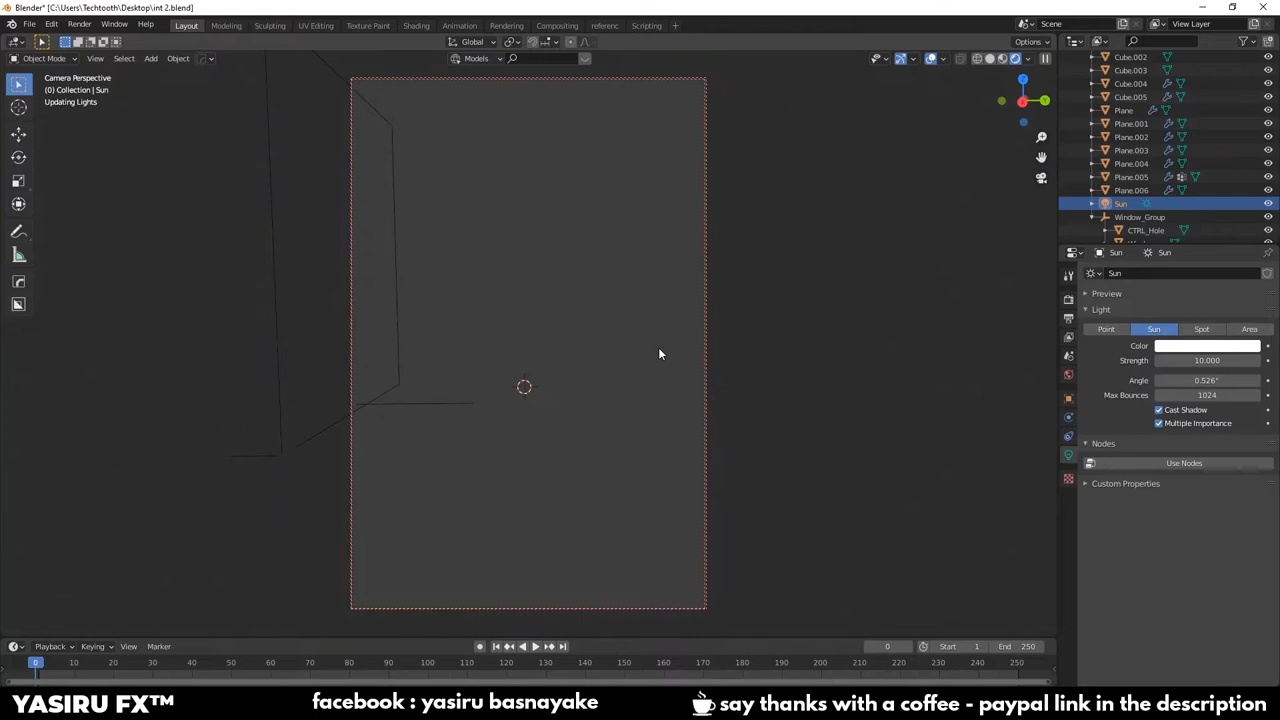 Blender* [C:\Users\Techtooth\Desktop\int 2.blend]
File Edit Render Window Help Layout Modeling Sculpting UV Editing Texture Paint Shading Animation Rendering Compositing referenc Scripting + Scene View Layer
Global Options
Object Mode View Select Add Object Models
Camera Perspective
(0) Collection | Sun
Updating Lights
Cube.002
Cube.003
Cube.004
Cube.005
Plane
Plane.001
Plane.002
Plane.003
Plane.004
Plane.005
Plane.006
Sun
Window_Group
CTRL_Hole
Sun Sun
Sun
Preview
Light
Point Sun Spot Area
Color
Strength 10.000
Angle 0.526°
Max Bounces 1024
Cast Shadow
Multiple Importance
Nodes
Use Nodes
Custom Properties
Playback Keying View Marker 0 Start 1 End 250
0 10 20 30 40 50 60 70 80 90 100 110 120 130 140 150 160 170 180 190 200 210 220 230 240 250
YASIRU FX™ facebook : yasiru basnayake say thanks with a coffee - paypal link in the description